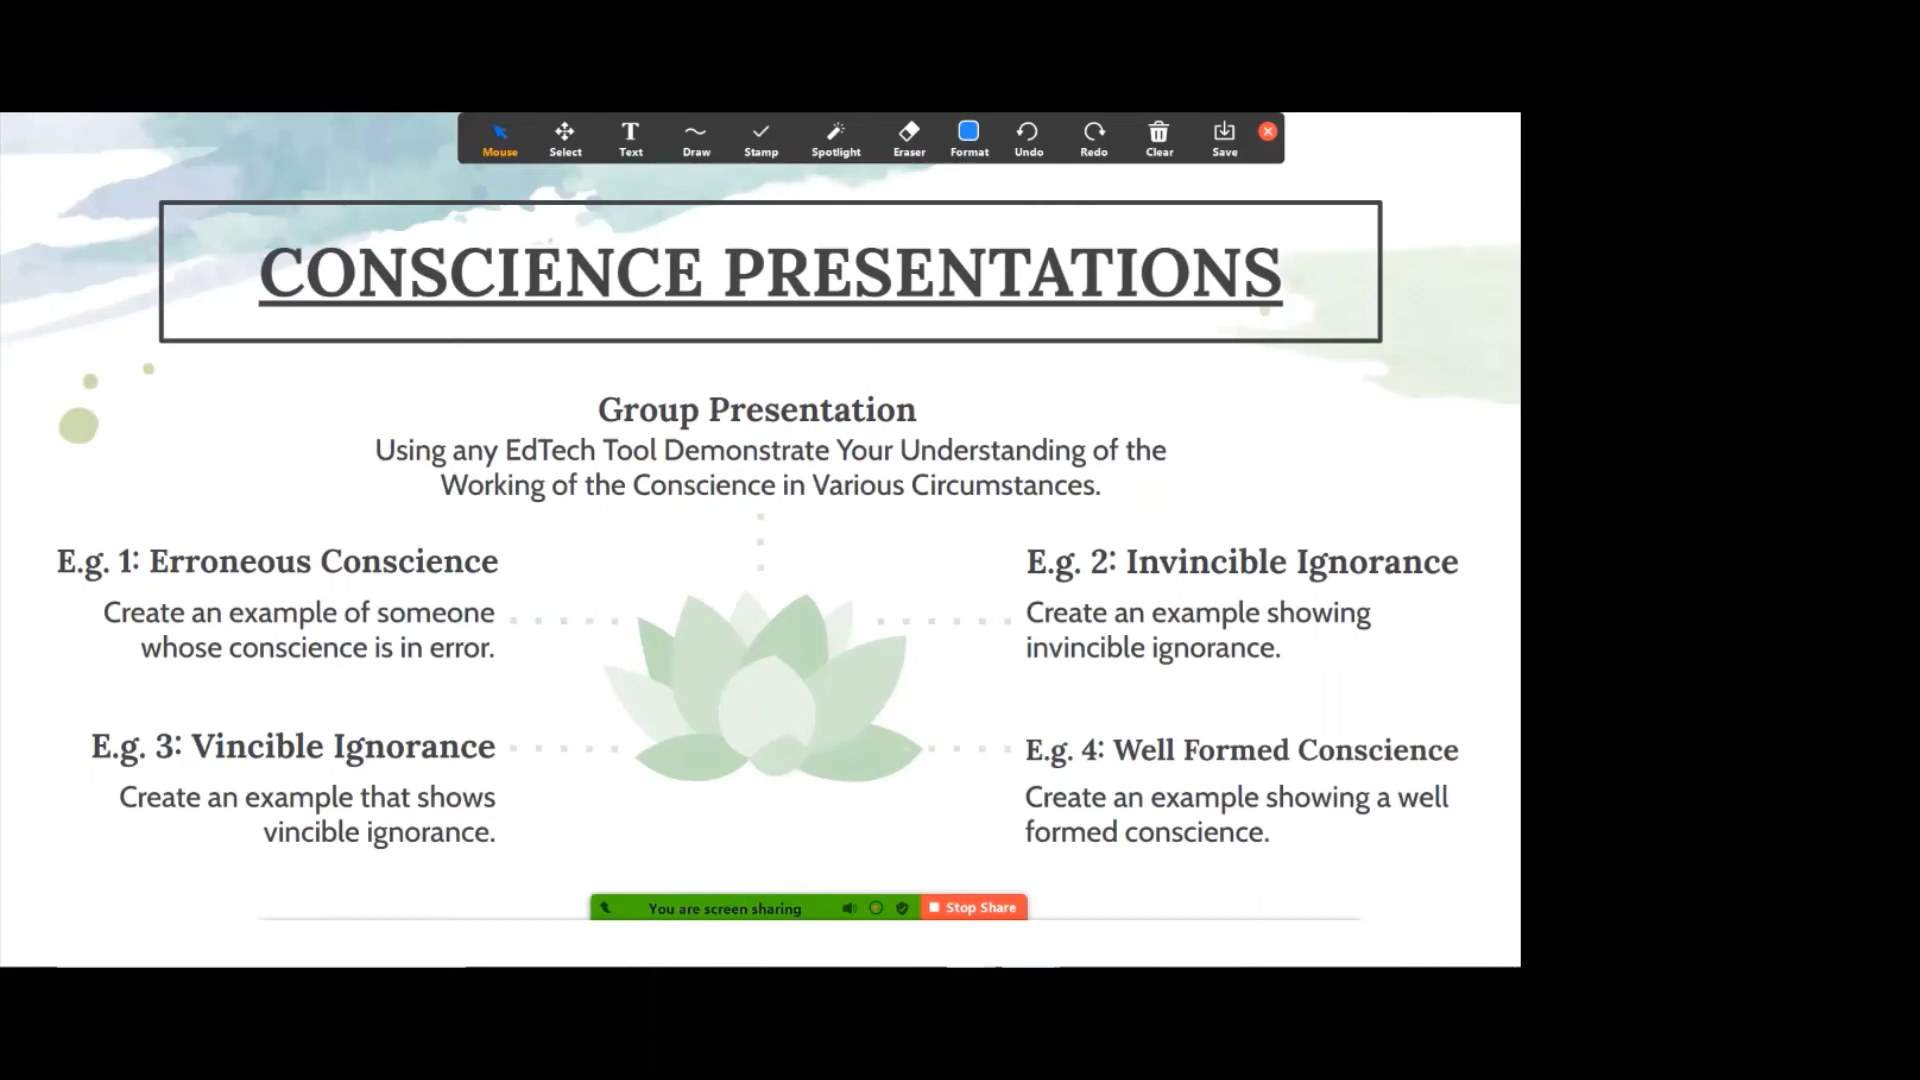 Mouse Select Text Draw Stamp Spotlight Eraser Format Undo Redo Clear Save
CONSCIENCE PRESENTATIONS
Group Presentation
Using any EdTech Tool Demonstrate Your Understanding of the
Working of the Conscience in Various Circumstances.
E.g. 1: Erroneous Conscience
Create an example of someone
whose conscience is in error.
E.g. 2: Invincible Ignorance
Create an example showing
invincible ignorance.
E.g. 3: Vincible Ignorance
Create an example that shows
vincible ignorance.
E.g. 4: Well Formed Conscience
Create an example showing a well
formed conscience.
You are screen sharing Stop Share